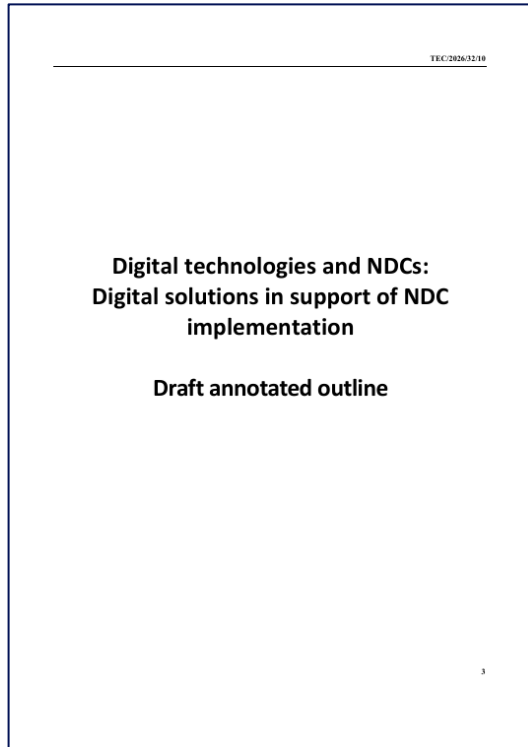 TEC/2026/32/10
Digital technologies and NDCs:
Digital solutions in support of NDC
implementation
Draft annotated outline
3